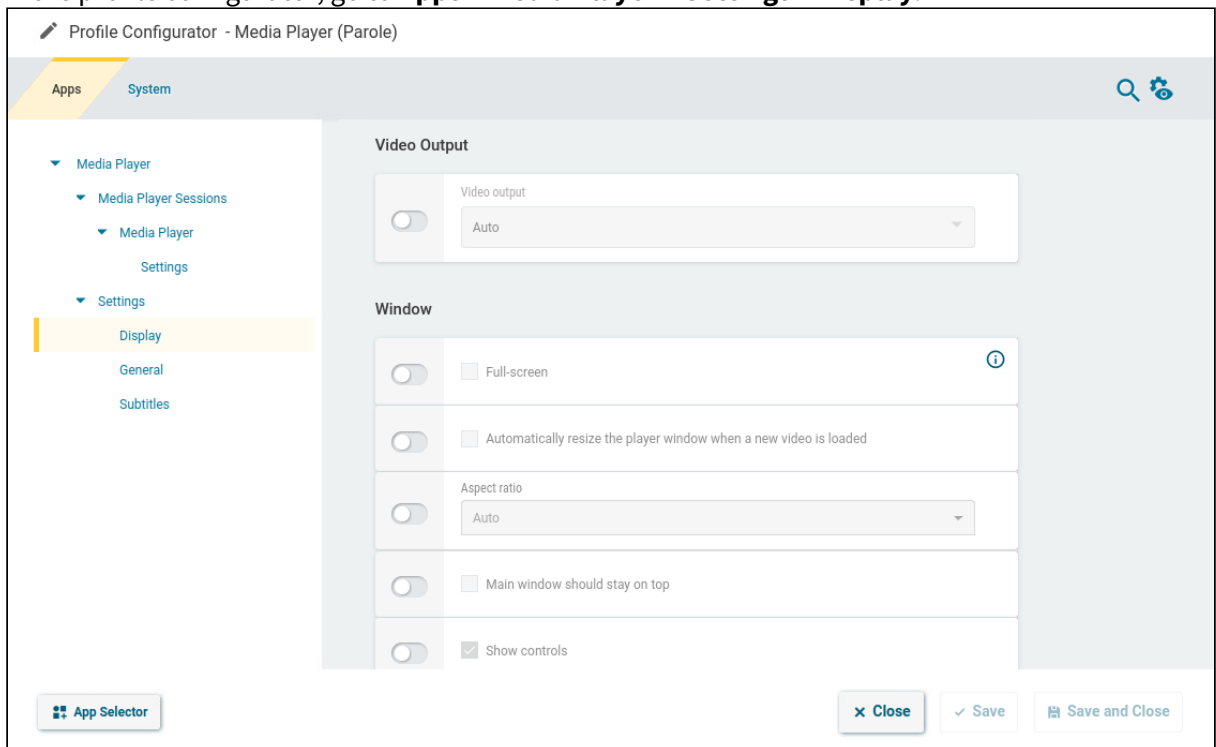 Profile Configurator - Media Player (Parole)
Apps
System
Media Player
Media Player Sessions
Media Player
Settings
Settings
Display
General
Subtitles
Video Output
Video output
Auto
Window
Full-screen
Automatically resize the player window when a new video is loaded
Aspect ratio
Auto
Main window should stay on top
Show controls
App Selector
Close
Save
Save and Close